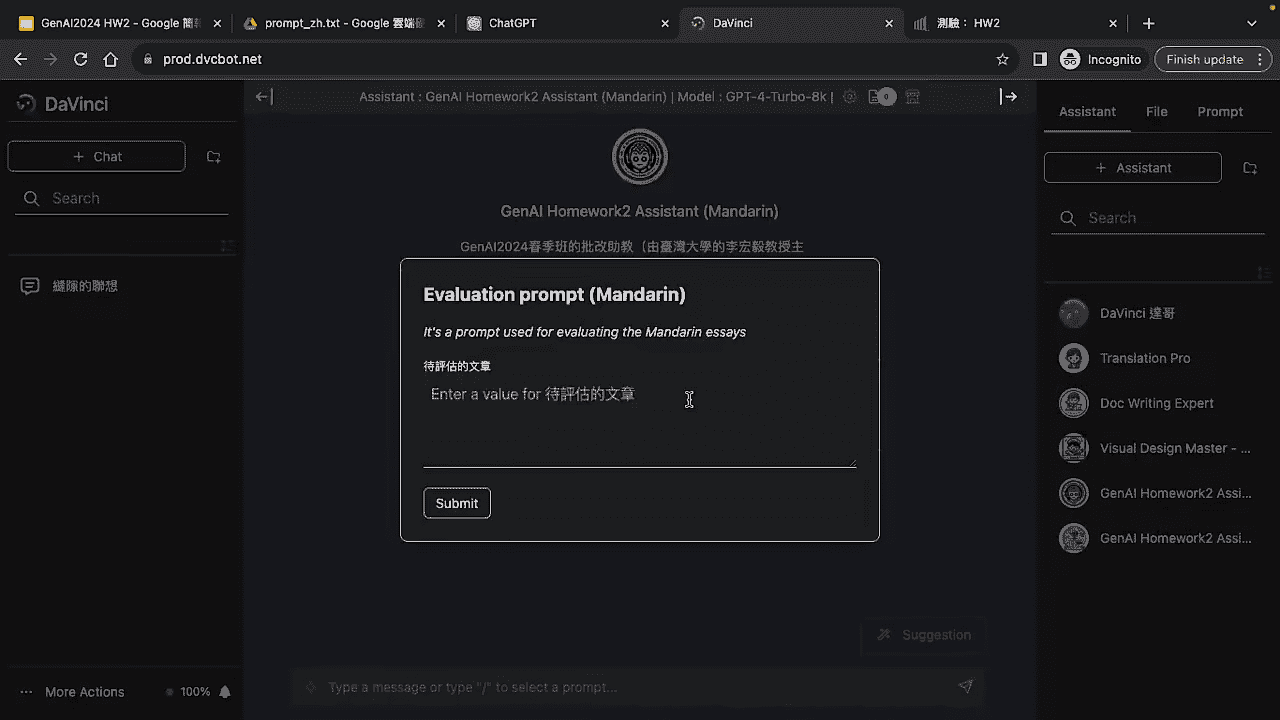 GenAI2024 HW2 - Google 簡
prompt_zh.txt - Google 雲端
ChatGPT
DaVinci
測驗： HW2
prod.dvcbot.net
Incognito
Finish update
DaVinci
Assistant : GenAI Homework2 Assistant (Mandarin) | Model : GPT-4-Turbo-8k |
0
Assistant
File
Prompt
+ Chat
+ Assistant
Search
Search
GenAI Homework2 Assistant (Mandarin)
GenAI2024春季班的批改助教（由臺灣大學的李宏毅教授主
縫隙的聯想
Evaluation prompt (Mandarin)
It's a prompt used for evaluating the Mandarin essays
待評估的文章
Enter a value for 待評估的文章
Submit
DaVinci 達哥
Translation Pro
Doc Writing Expert
Visual Design Master - ...
GenAI Homework2 Assi...
GenAI Homework2 Assi...
Suggestion
Type a message or type "/" to select a prompt...
More Actions
100%